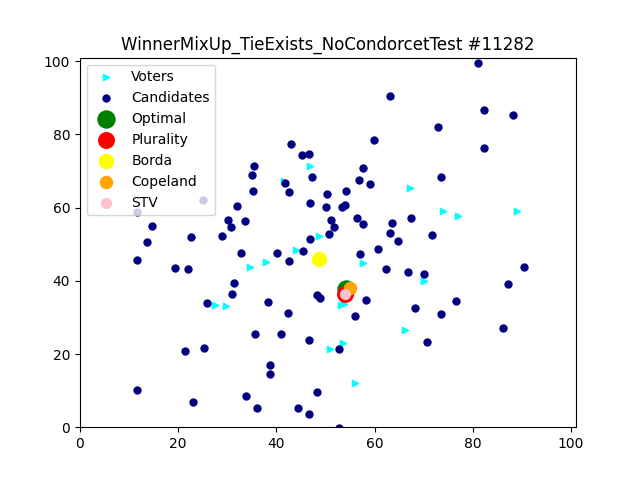 WinnerMixUp_TieExists_NoCondorcetTest #11282
Voters
Candidates
Optimal
Plurality
Borda
Copeland
STV
100
80
60
40
20
0
0 20 40 60 80 100